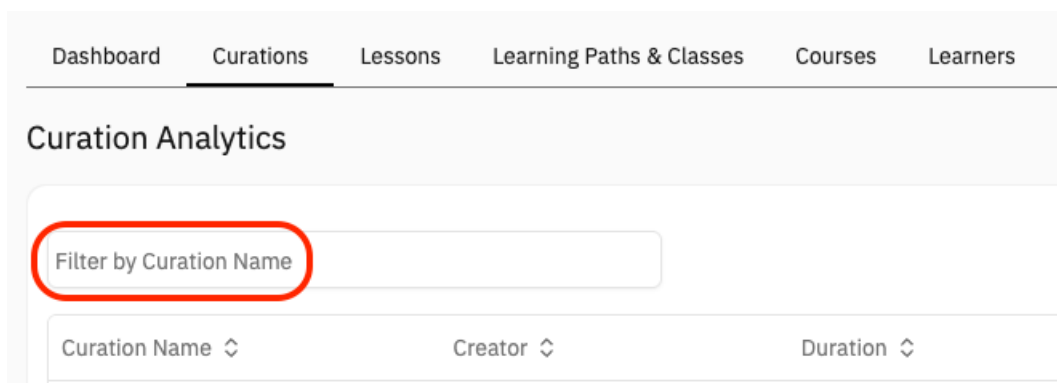 Dashboard Curations Lessons Learning Paths & Classes Courses Learners
Curation Analytics
Filter by Curation Name
Curation Name Creator Duration